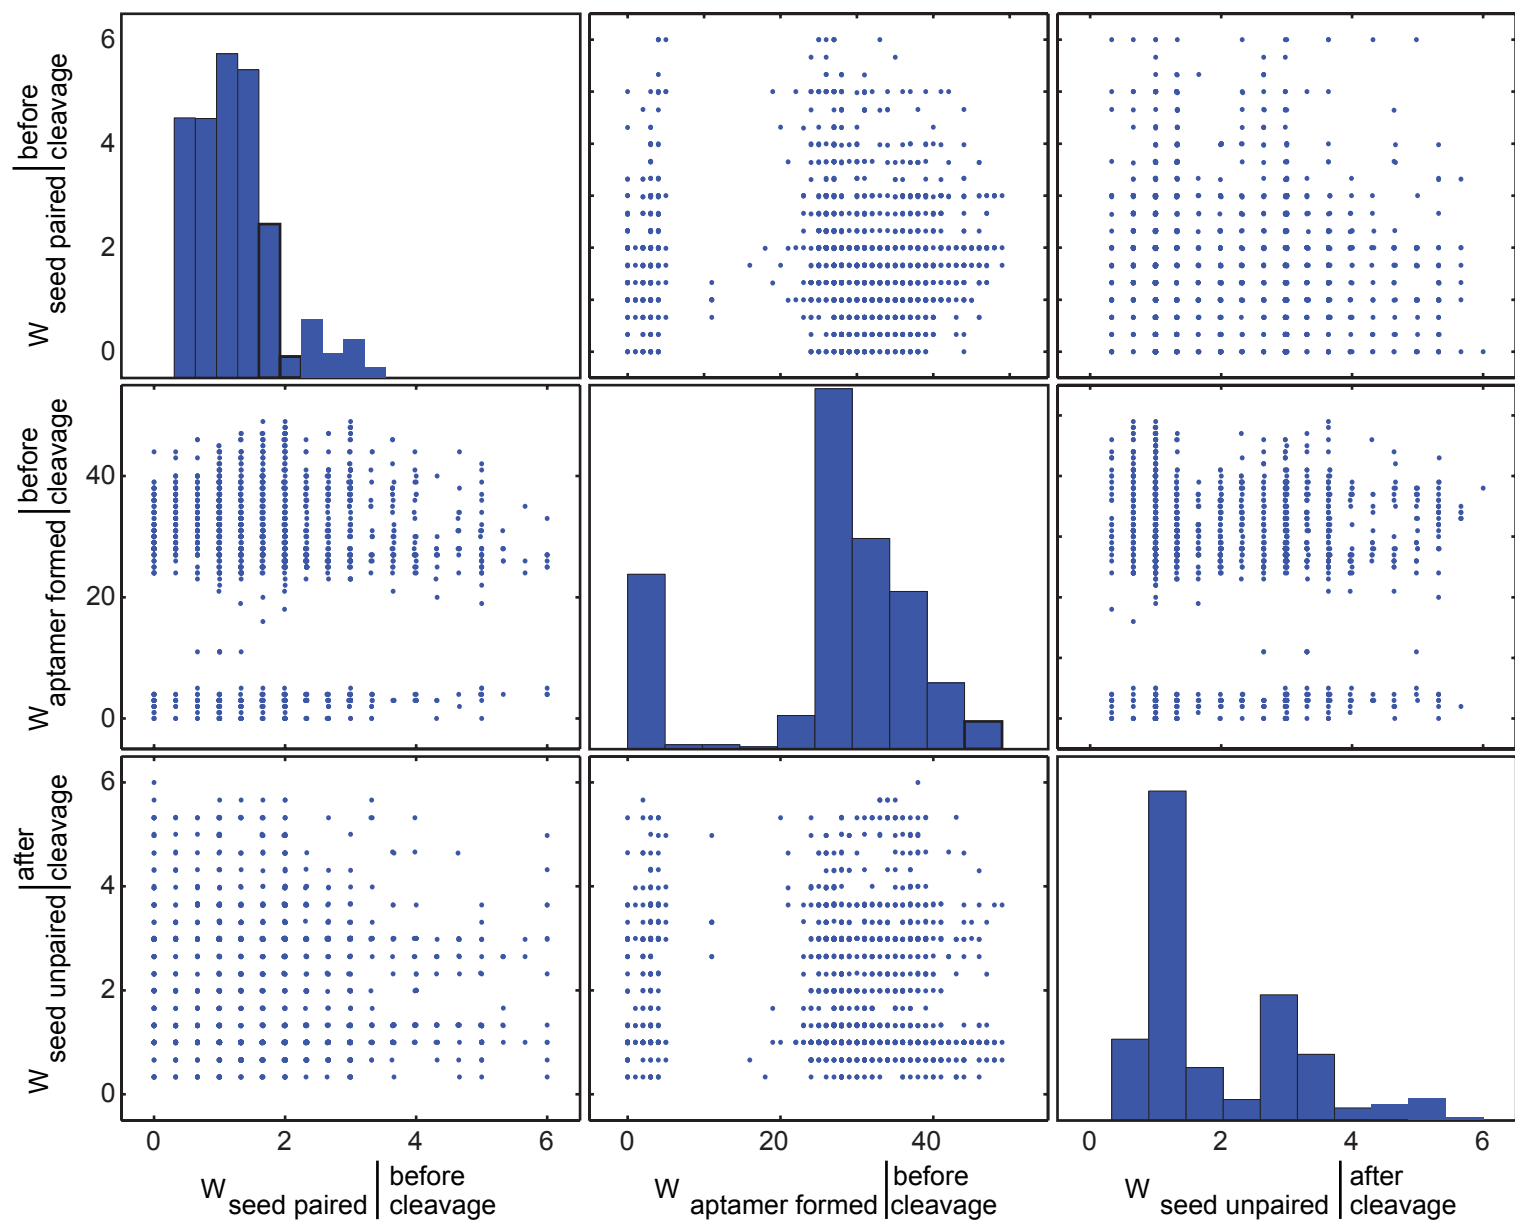 6
4
2
0
W seed paired | before cleavage
40
20
0
W aptamer formed | before cleavage
6
4
2
0
W seed unpaired | after cleavage
0 2 4 6 0 20 40 0 2 4 6
W seed paired | before cleavage
W aptamer formed | before cleavage
W seed unpaired | after cleavage